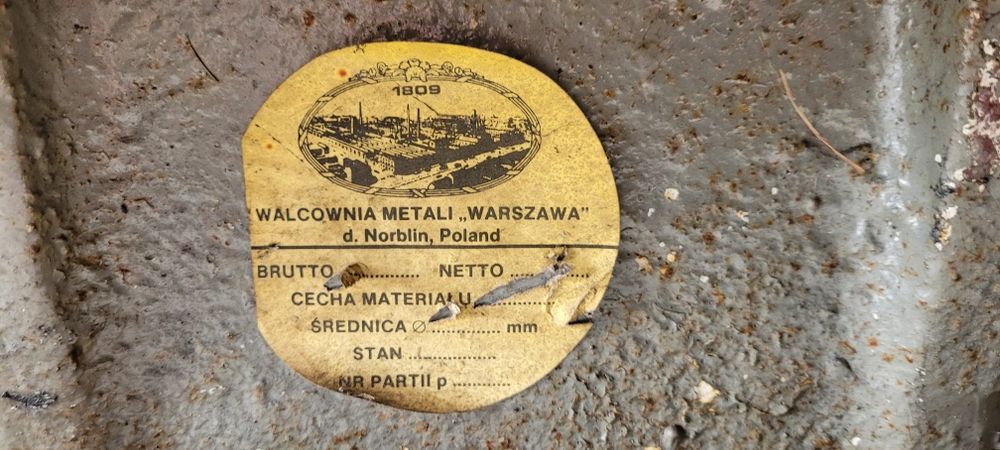 1809
WALCOWNIA METALI „WARSZAWA”
d. Norblin, Poland
BRUTTO ............ NETTO ............
CECHA MATERIAŁU ............
ŚREDNICA ∅ ............ mm
STAN ................
NR PARTII p ............